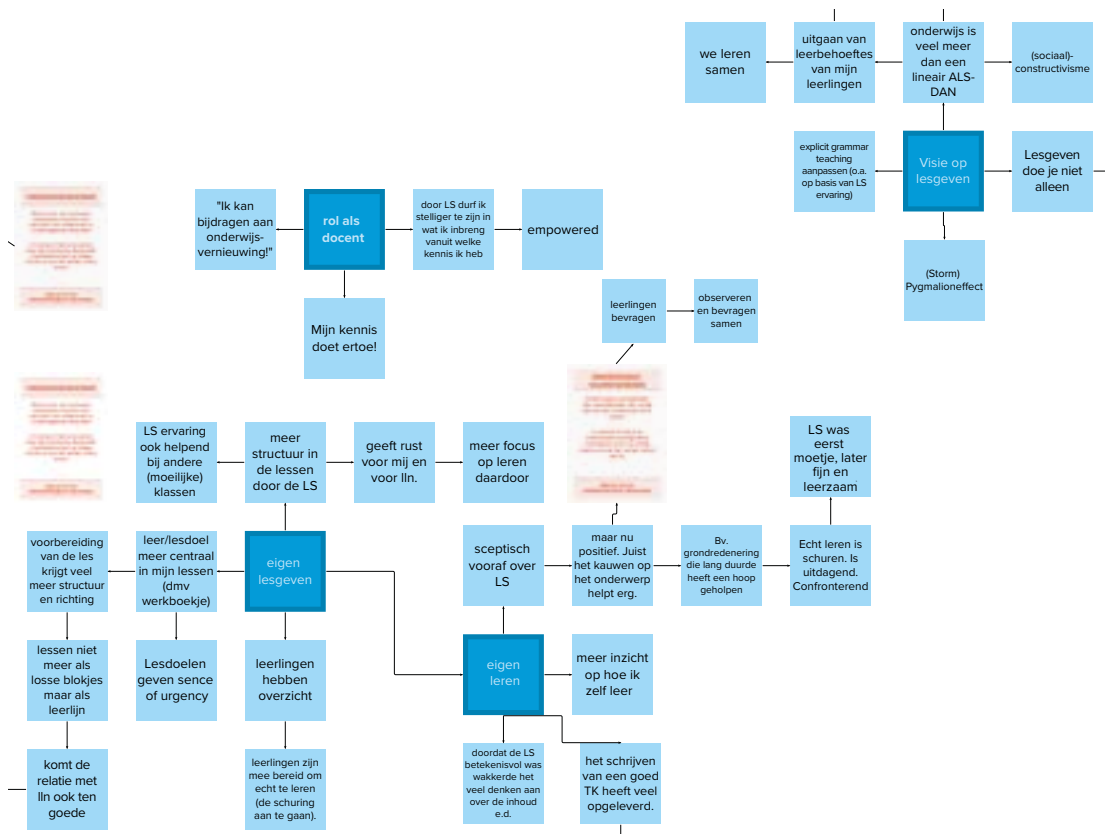 we leren
samen
uitgaan van
leerbehoeftes
van mijn
leerlingen
onderwijs is
veel meer
dan een
lineair ALS-
DAN
(sociaal)-
constructivisme
explicit grammar
teaching
aanpassen (o.a.
op basis van LS
ervaring)
Visie op
lesgeven
Lesgeven
doe je niet
alleen
(Storm)
Pygmalioneffect
"Ik kan
bijdragen aan
onderwijs-
vernieuwing!"
rol als
docent
door LS durf ik
stelliger te zijn in
wat ik inbreng
vanuit welke
kennis ik heb
empowered
Mijn kennis
doet ertoe!
leerlingen
bevragen
observeren
en bevragen
samen
LS ervaring
ook helpend
bij andere
(moeilijke)
klassen
meer
structuur in
de lessen
door de LS
geeft rust
voor mij en
voor lln.
meer focus
op leren
daardoor
LS was
eerst
moetje, later
fijn en
leerzaam
voorbereiding
van de les
krijgt veel
meer structuur
en richting
leer/lesdoel
meer centraal
in mijn lessen
(dmv
werkboekje)
eigen
lesgeven
sceptisch
vooraf over
LS
maar nu
positief. Juist
het kauwen op
het onderwerp
helpt erg.
Bv.
grondredenering
die lang duurde
heeft een hoop
geholpen
Echt leren is
schuren. Is
uitdagend.
Confronterend
lessen niet
meer als
losse blokjes
maar als
leerlijn
Lesdoelen
geven sence
of urgency
leerlingen
hebben
overzicht
eigen
leren
meer inzicht
op hoe ik
zelf leer
komt de
relatie met
lln ook ten
goede
leerlingen zijn
mee bereid om
echt te leren
(de schuring
aan te gaan).
doordat de LS
betekenisvol was
wakkerde het
veel denken aan
over de inhoud
e.d.
het schrijven
van een goed
TK heeft veel
opgeleverd.